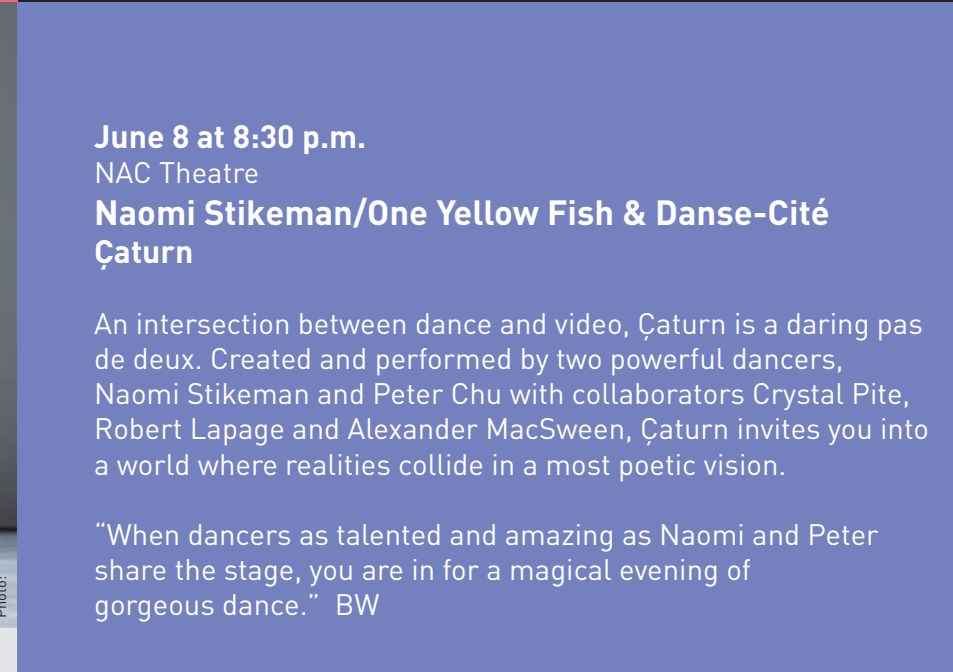 June 8 at 8:30 p.m.
NAC Theatre
Naomi Stikeman/One Yellow Fish & Danse-Cité
Çaturn
An intersection between dance and video, Çaturn is a daring pas
de deux. Created and performed by two powerful dancers,
Naomi Stikeman and Peter Chu with collaborators Crystal Pite,
Robert Lapage and Alexander MacSween, Çaturn invites you into
a world where realities collide in a most poetic vision.
“When dancers as talented and amazing as Naomi and Peter
share the stage, you are in for a magical evening of
gorgeous dance.” BW
Photo: